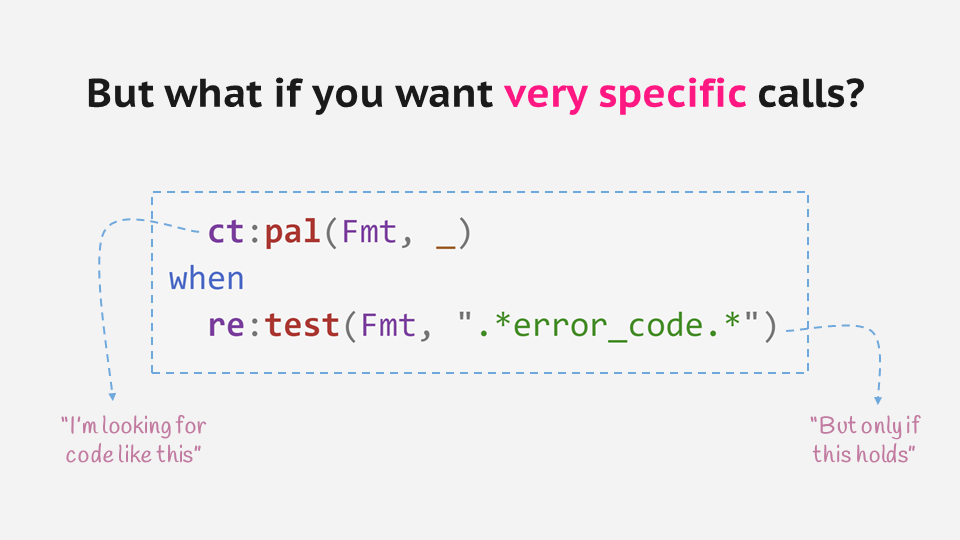 But what if you want very specific calls?
ct:pal(Fmt, _)
when
re:test(Fmt, ".*error_code.*")
"I'm looking for
code like this"
"But only if
this holds"